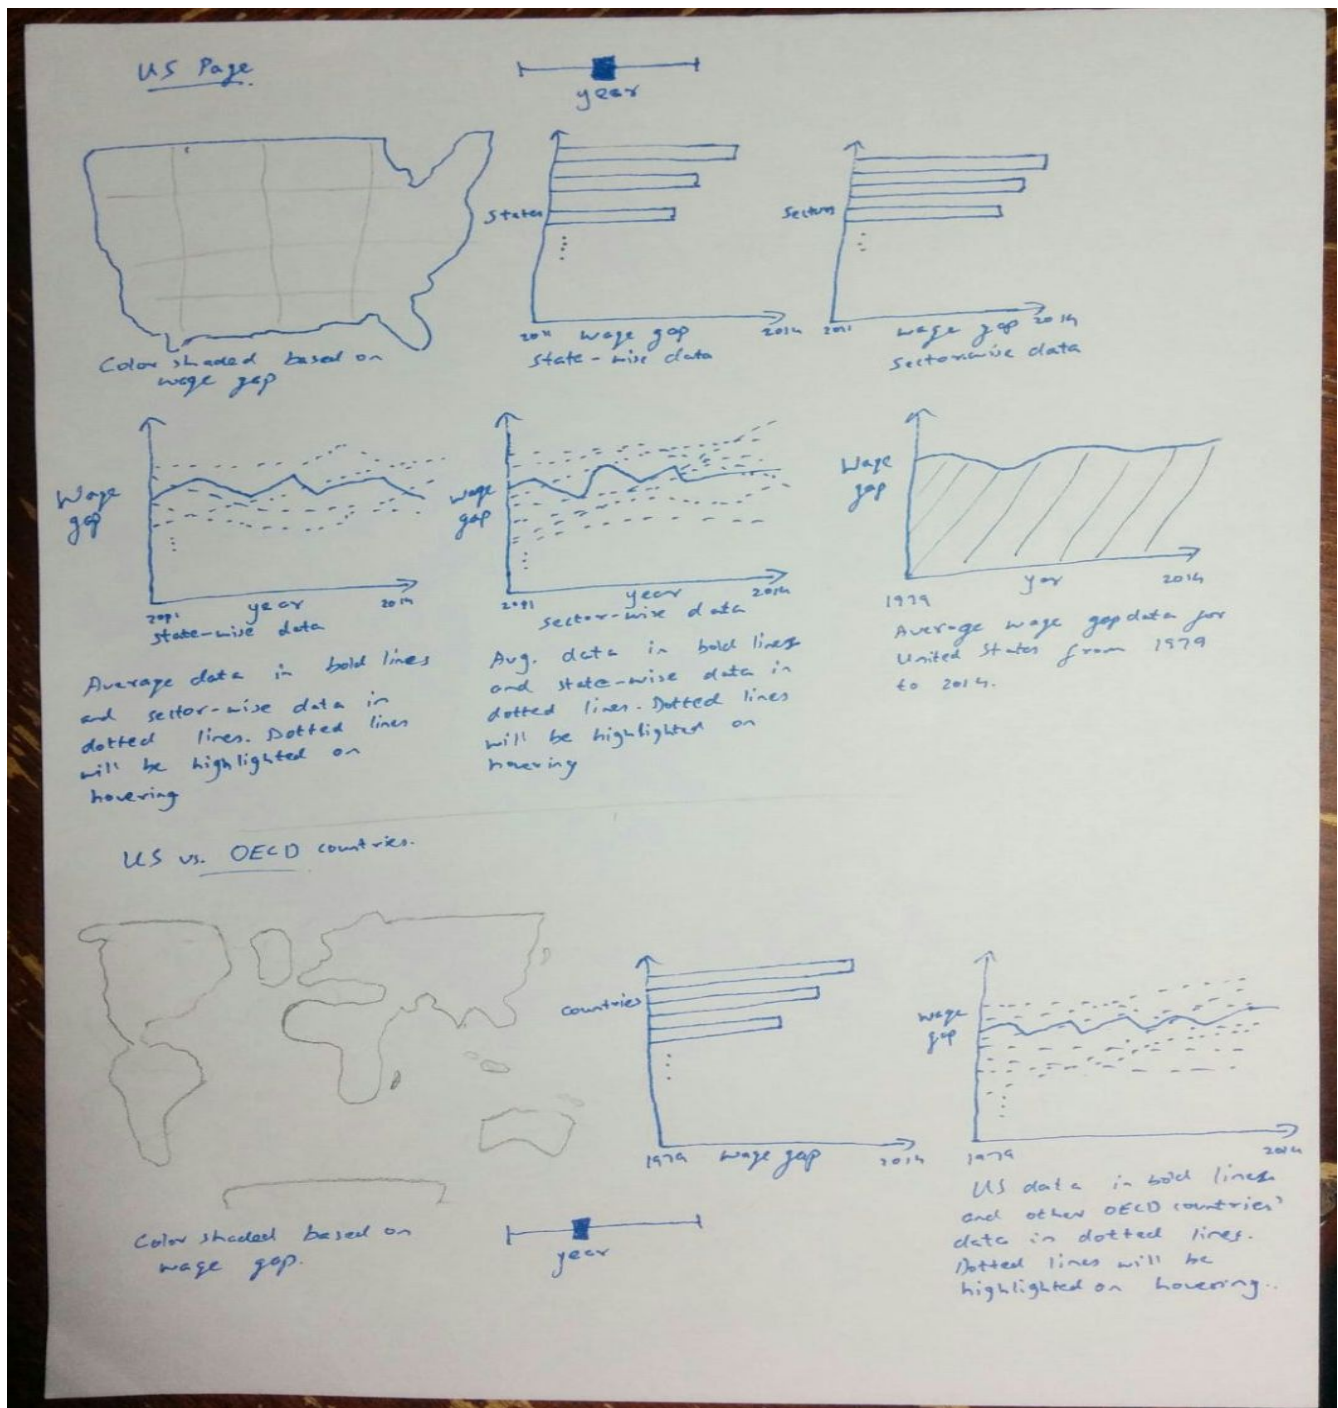 US Page
year
States
2011 wage gap 2014
state-wise data
Sectors
2011 wage gap 2014
Sector-wise data
Color shaded based on
wage gap
Wage
gap
2011 year 2014
state-wise data
Average data in bold lines
and sector-wise data in
dotted lines. Dotted lines
will be highlighted on
hovering
wage
gap
2011 year 2014
sector-wise data
Avg. data in bold lines
and state-wise data in
dotted lines. Dotted lines
will be highlighted on
hovering
Wage
gap
1979 year 2014
Average wage gap data for
United States from 1979
to 2014.
US vs. OECD countries.
Countries
1979 wage gap 2014
wage
gap
1979 2014
US data in bold lines
and other OECD countries'
data in dotted lines.
Dotted lines will be
highlighted on hovering..
Color shaded based on
wage gap.
year